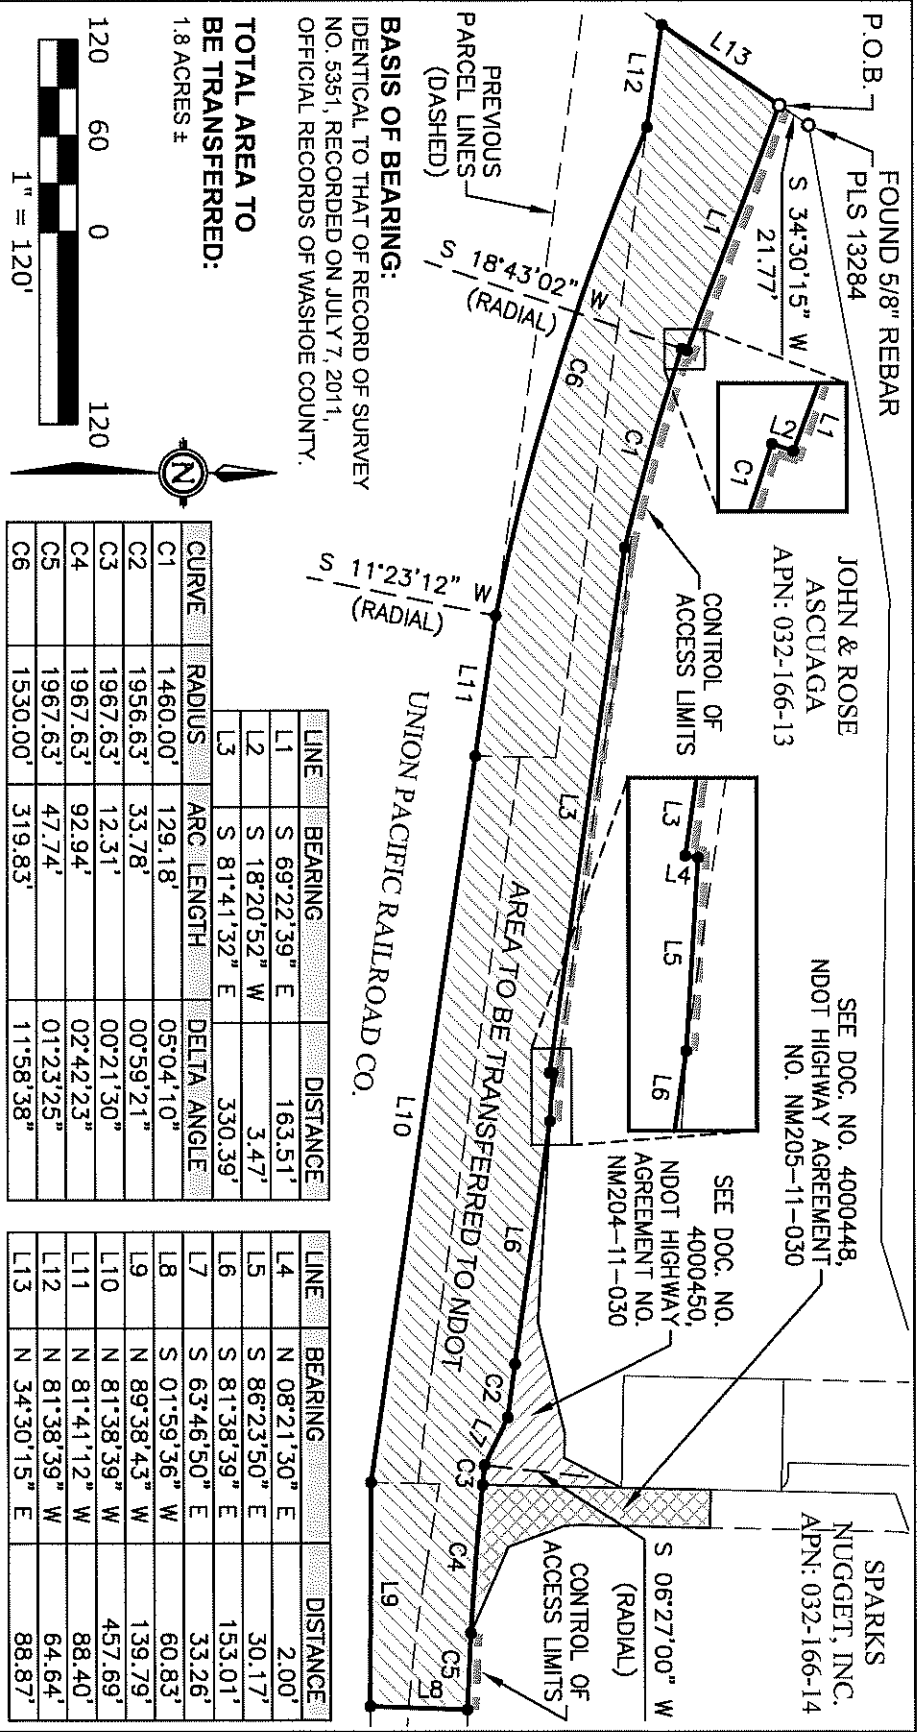 P.O.B.
FOUND 5/8" REBAR
PLS 13284
S 34°30'15" W
21.77'
L13
L12
L1
L1
L2
C1
JOHN & ROSE
ASCUAGA
APN: 032-166-13
CONTROL OF
ACCESS LIMITS
PREVIOUS
PARCEL LINES
(DASHED)
S 18°43'02" W
(RADIAL)
C6
C1
L3
L3
L4
L5
L6
SEE DOC. NO. 4000448,
NDOT HIGHWAY AGREEMENT
NO. NM205-11-030
SEE DOC. NO.
4000450,
NDOT HIGHWAY
AGREEMENT NO.
NM204-11-030
SPARKS
NUGGET, INC.
APN: 032-166-14
S 06°27'00" W
(RADIAL)
CONTROL OF
ACCESS LIMITS
S 11°23'12" W
(RADIAL)
L11
AREA TO BE TRANSFERRED TO NDOT
L6
C2
L7
C3
C4
C5
L8
L9
L10
UNION PACIFIC RAILROAD CO.
BASIS OF BEARING:
IDENTICAL TO THAT OF RECORD OF SURVEY
NO. 5351, RECORDED ON JULY 7, 2011,
OFFICIAL RECORDS OF WASHOE COUNTY.
TOTAL AREA TO
BE TRANSFERRED:
1.8 ACRES ±
120 60 0 120
1" = 120'
N
LINE BEARING DISTANCE
L1 S 69°22'39" E 163.51'
L2 S 18°20'52" W 3.47'
L3 S 81°41'32" E 330.39'
CURVE RADIUS ARC LENGTH DELTA ANGLE
C1 1460.00' 129.18' 05°04'10"
C2 1956.63' 33.78' 00°59'21"
C3 1967.63' 12.31' 00°21'30"
C4 1967.63' 92.94' 02°42'23"
C5 1967.63' 47.74' 01°23'25"
C6 1530.00' 319.83' 11°58'38"
LINE BEARING DISTANCE
L4 N 08°21'30" E 2.00'
L5 S 86°23'50" E 30.17'
L6 S 81°38'39" E 153.01'
L7 S 63°46'50" E 33.26'
L8 S 01°59'36" W 60.83'
L9 N 89°38'43" W 139.79'
L10 N 81°38'39" W 457.69'
L11 N 81°41'12" W 88.40'
L12 N 81°38'39" W 64.64'
L13 N 34°30'15" E 88.87'